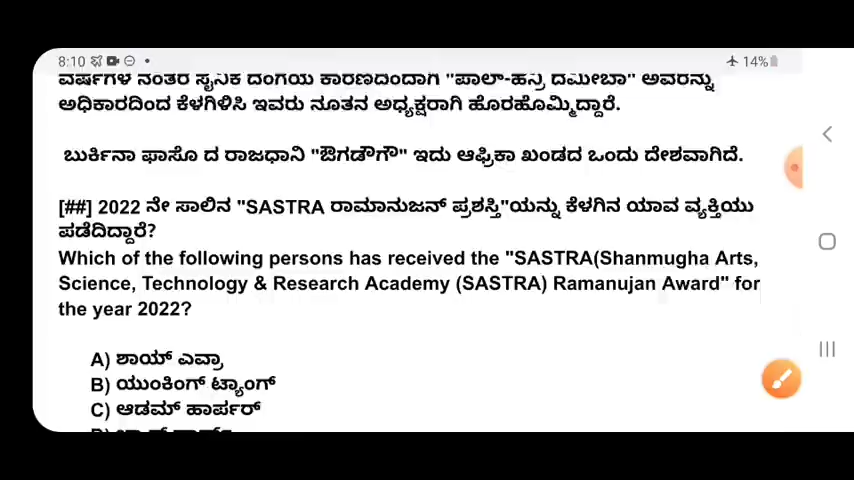 8:10
14%
ವರ್ಷಗಳ ನಂತರ ಸೈನಿಕ ದಂಗೆಯ ಕಾರಣದಿಂದಾಗಿ "ಪಾಲ್-ಹೆನ್ರಿ ದಮೀಬಾ" ಅವರನ್ನು
ಅಧಿಕಾರದಿಂದ ಕೆಳಗಿಳಿಸಿ ಇವರು ನೂತನ ಅಧ್ಯಕ್ಷರಾಗಿ ಹೊರಹೊಮ್ಮಿದ್ದಾರೆ.
ಬುರ್ಕಿನಾ ಫಾಸೊ ದ ರಾಜಧಾನಿ "ಔಗಡೌಗೌ" ಇದು ಆಫ್ರಿಕಾ ಖಂಡದ ಒಂದು ದೇಶವಾಗಿದೆ.
[##] 2022 ನೇ ಸಾಲಿನ "SASTRA ರಾಮಾನುಜನ್ ಪ್ರಶಸ್ತಿ"ಯನ್ನು ಕೆಳಗಿನ ಯಾವ ವ್ಯಕ್ತಿಯು
ಪಡೆದಿದ್ದಾರೆ?
Which of the following persons has received the "SASTRA(Shanmugha Arts,
Science, Technology & Research Academy (SASTRA) Ramanujan Award" for
the year 2022?
A) ಶಾಯ್ ಎವ್ರಾ
B) ಯುಂಕಿಂಗ್ ಟ್ಯಾಂಗ್
C) ಆಡಮ್ ಹಾರ್ಪರ್